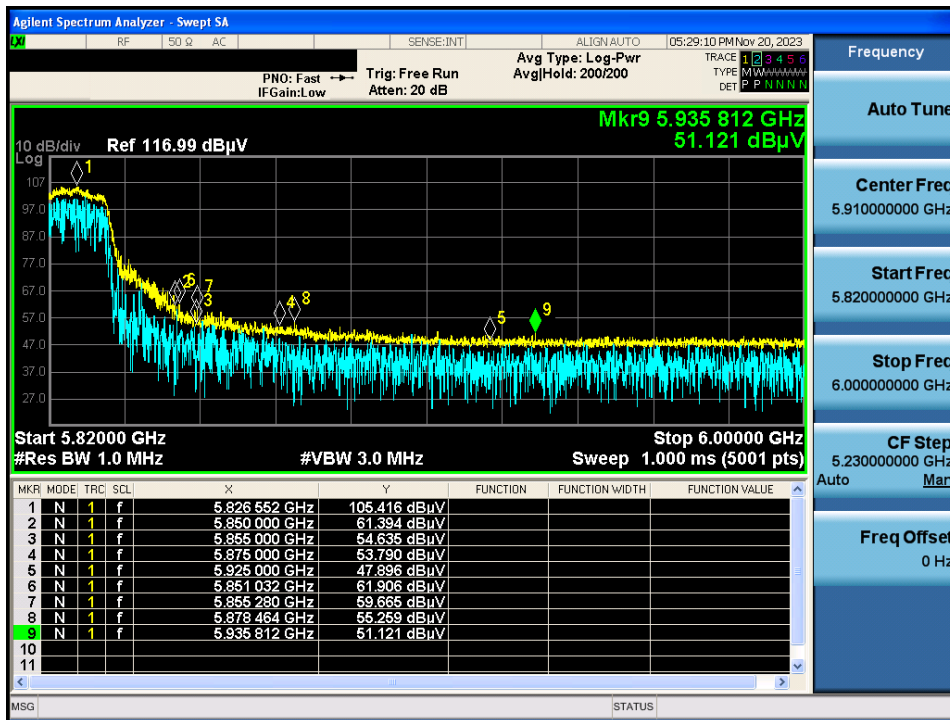 Agilent Spectrum Analyzer - Swept SA
LXI RF 50 Ω AC SENSE:INT ALIGN AUTO 05:29:10 PM Nov 20, 2023
PNO: Fast
IFGain:Low
Trig: Free Run
Atten: 20 dB
Avg Type: Log-Pwr
Avg|Hold: 200/200
TRACE 1 2 3 4 5 6
TYPE MWWWWW
DET P P N N N N
Mkr9 5.935 812 GHz
51.121 dBµV
10 dB/div Ref 116.99 dBµV
Log
107
97.0
87.0
77.0
67.0
57.0
47.0
37.0
27.0
1
2
6
7
3
4
8
5
9
Start 5.82000 GHz Stop 6.00000 GHz
#Res BW 1.0 MHz #VBW 3.0 MHz Sweep 1.000 ms (5001 pts)
MKR MODE TRC SCL X Y FUNCTION FUNCTION WIDTH FUNCTION VALUE
1 N 1 f 5.826 552 GHz 105.416 dBµV
2 N 1 f 5.850 000 GHz 61.394 dBµV
3 N 1 f 5.855 000 GHz 54.635 dBµV
4 N 1 f 5.875 000 GHz 53.790 dBµV
5 N 1 f 5.925 000 GHz 47.896 dBµV
6 N 1 f 5.851 032 GHz 61.906 dBµV
7 N 1 f 5.855 280 GHz 59.665 dBµV
8 N 1 f 5.878 464 GHz 55.259 dBµV
9 N 1 f 5.935 812 GHz 51.121 dBµV
10
11
MSG STATUS
Frequency
Auto Tune
Center Freq
5.910000000 GHz
Start Freq
5.820000000 GHz
Stop Freq
6.000000000 GHz
CF Step
5.230000000 GHz
Auto Man
Freq Offset
0 Hz